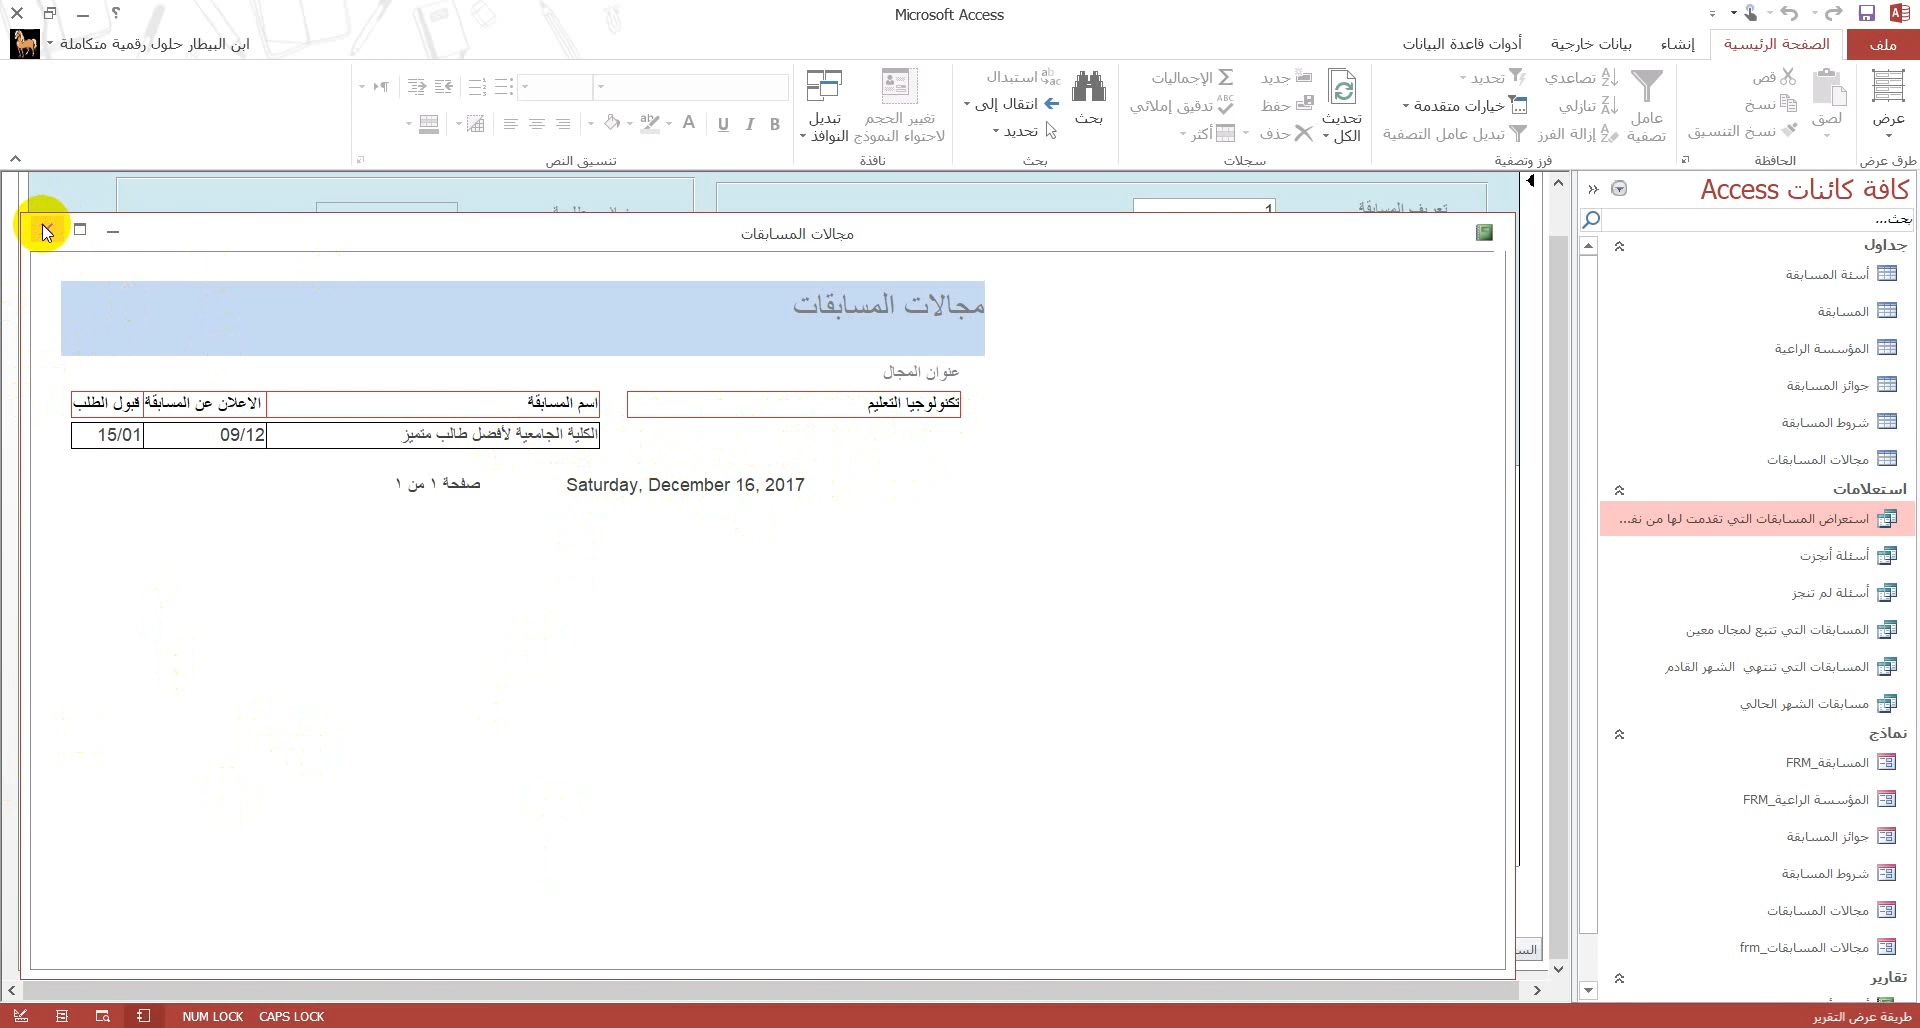 Microsoft Access
ابن البيطار حلول رقمية متكاملة
ملف
الصفحة الرئيسية
إنشاء
بيانات خارجية
أدوات قاعدة البيانات
عرض
طرق عرض
لصق
قص
نسخ
نسخ التنسيق
الحافظة
عامل تصفية
تصاعدي
تنازلي
إزالة الفرز
تحديد
خيارات متقدمة
تبديل عامل التصفية
فرز وتصفية
تحديث الكل
جديد
حفظ
حذف
الإجماليات
تدقيق إملائي
أكثر
سجلات
بحث
استبدال
انتقال إلى
تحديد
بحث
تغيير الحجم لاحتواء النموذج
تبديل النوافذ
نافذة
تنسيق النص
كافة كائنات Access
بحث...
جداول
أسئة المسابقة
المسابقة
المؤسسة الراعية
جوائز المسابقة
شروط المسابقة
مجالات المسابقات
استعلامات
استعراض المسابقات التي تقدمت لها من نفـ...
أسئلة أنجزت
أسئلة لم تنجز
المسابقات التي تتبع لمجال معين
المسابقات التي تنتهي الشهر القادم
مسابقات الشهر الحالي
نماذج
المسابقة_FRM
المؤسسة الراعية_FRM
جوائز المسابقة
شروط المسابقة
مجالات المسابقات
مجالات المسابقات_frm
تقارير
تعريف المسابقة
1
مجالات المسابقات
مجالات المسابقات
عنوان المجال
تكنولوجيا التعليم
اسم المسابقة الاعلان عن المسابقة قبول الطلب
الكلية الجامعية لأفضل طالب متميز 09/12 15/01
Saturday, December 16, 2017
صفحة ١ من ١
طريقة عرض التقرير
NUM LOCK
CAPS LOCK